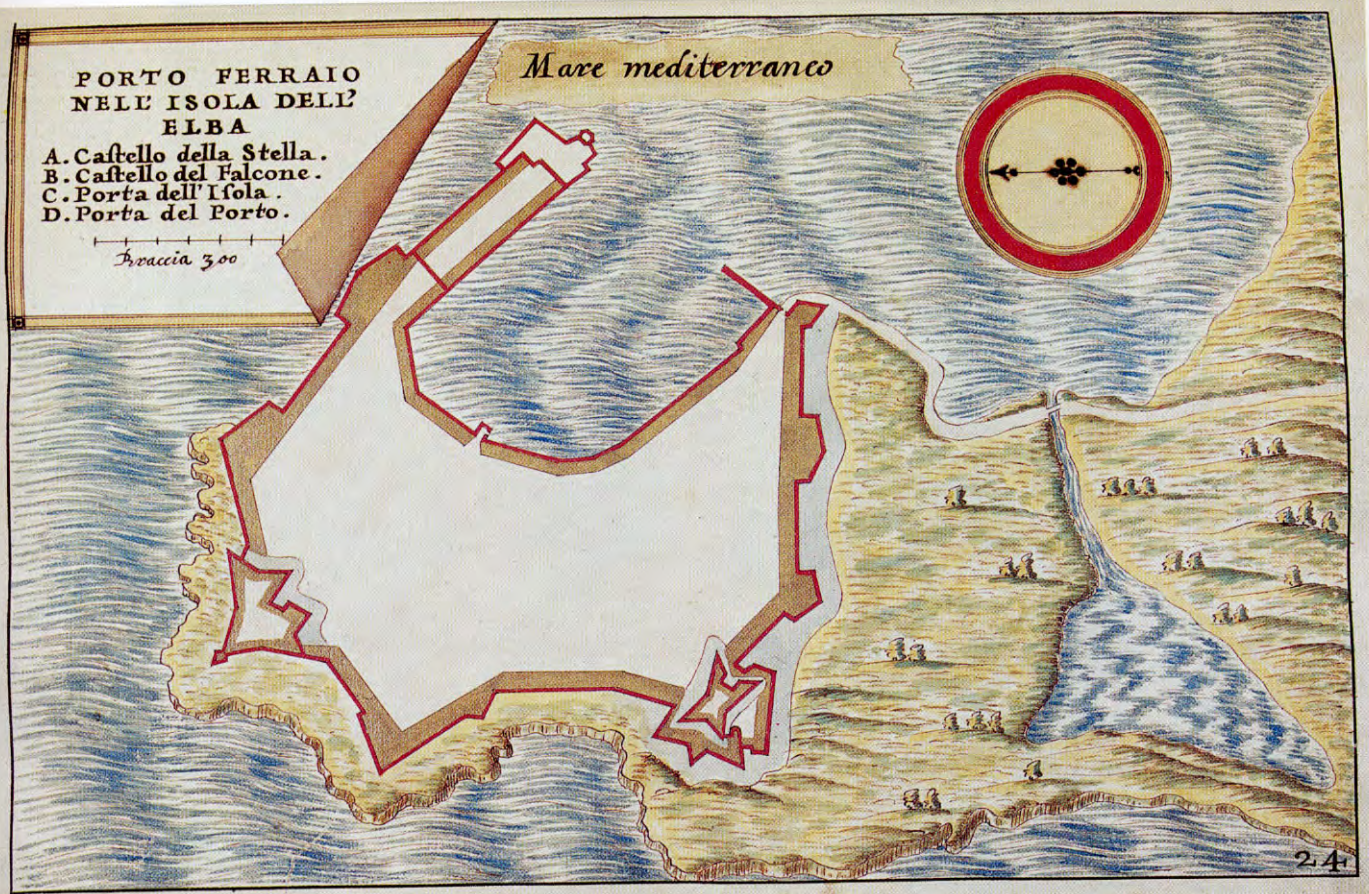 PORTO FERRAIO
NELL' ISOLA DELL'
ELBA
A. Caſtello della Stella.
B. Caſtello del Falcone.
C. Porta dell' Iſola.
D. Porta del Porto.
Braccia 300
Mare mediterraneo
24